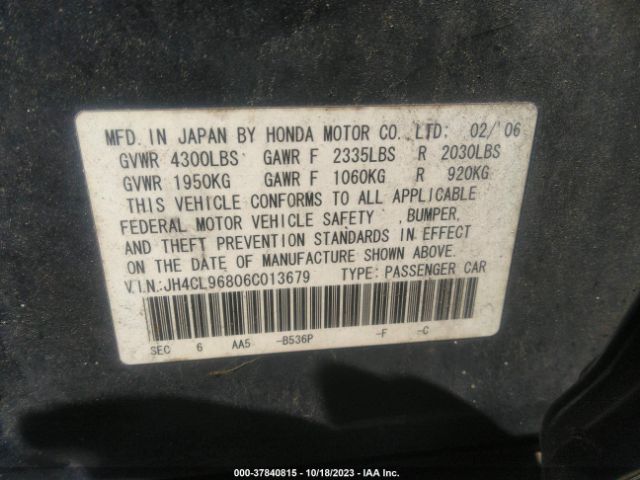 MFD. IN JAPAN BY HONDA MOTOR CO.,LTD: 02/'06
GVWR 4300LBS GAWR F 2335LBS R 2030LBS
GVWR 1950KG GAWR F 1060KG R 920KG
THIS VEHICLE CONFORMS TO ALL APPLICABLE
FEDERAL MOTOR VEHICLE SAFETY ,BUMPER,
AND THEFT PREVENTION STANDARDS IN EFFECT
ON THE DATE OF MANUFACTURE SHOWN ABOVE.
V.I.N:JH4CL96806C013679 TYPE: PASSENGER CAR
SEC 6 AA5 -B536P -F -C
000-37840815 - 10/18/2023 - IAA Inc.